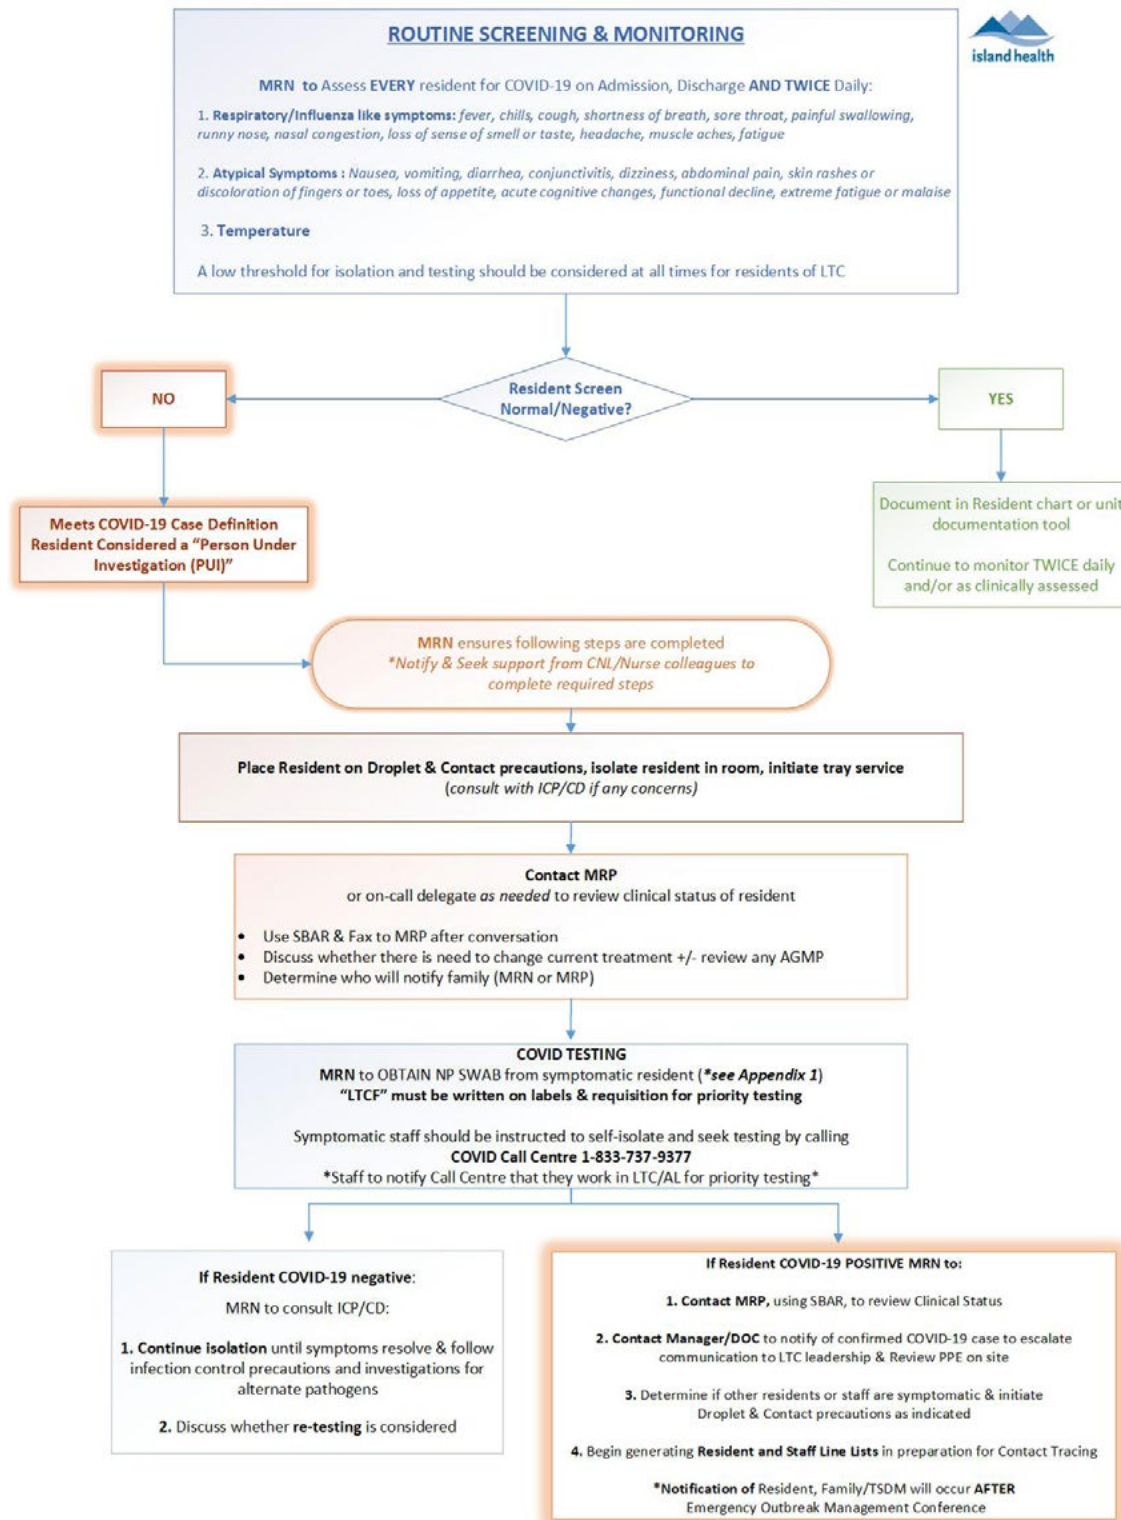 ROUTINE SCREENING & MONITORING
island health
MRN to Assess EVERY resident for COVID-19 on Admission, Discharge AND TWICE Daily:
1. Respiratory/Influenza like symptoms: fever, chills, cough, shortness of breath, sore throat, painful swallowing,
runny nose, nasal congestion, loss of sense of smell or taste, headache, muscle aches, fatigue
2. Atypical Symptoms : Nausea, vomiting, diarrhea, conjunctivitis, dizziness, abdominal pain, skin rashes or
discoloration of fingers or toes, loss of appetite, acute cognitive changes, functional decline, extreme fatigue or malaise
3. Temperature
A low threshold for isolation and testing should be considered at all times for residents of LTC
Resident Screen
Normal/Negative?
NO
YES
Meets COVID-19 Case Definition
Resident Considered a “Person Under
Investigation (PUI)”
Document in Resident chart or unit
documentation tool
Continue to monitor TWICE daily
and/or as clinically assessed
MRN ensures following steps are completed
*Notify & Seek support from CNL/Nurse colleagues to
complete required steps
Place Resident on Droplet & Contact precautions, isolate resident in room, initiate tray service
(consult with ICP/CD if any concerns)
Contact MRP
or on-call delegate as needed to review clinical status of resident
• Use SBAR & Fax to MRP after conversation
• Discuss whether there is need to change current treatment +/- review any AGMP
• Determine who will notify family (MRN or MRP)
COVID TESTING
MRN to OBTAIN NP SWAB from symptomatic resident (*see Appendix 1)
“LTCF” must be written on labels & requisition for priority testing
Symptomatic staff should be instructed to self-isolate and seek testing by calling
COVID Call Centre 1-833-737-9377
*Staff to notify Call Centre that they work in LTC/AL for priority testing*
If Resident COVID-19 negative:
MRN to consult ICP/CD:
1. Continue isolation until symptoms resolve & follow
infection control precautions and investigations for
alternate pathogens
2. Discuss whether re-testing is considered
If Resident COVID-19 POSITIVE MRN to:
1. Contact MRP, using SBAR, to review Clinical Status
2. Contact Manager/DOC to notify of confirmed COVID-19 case to escalate
communication to LTC leadership & Review PPE on site
3. Determine if other residents or staff are symptomatic & initiate
Droplet & Contact precautions as indicated
4. Begin generating Resident and Staff Line Lists in preparation for Contact Tracing
*Notification of Resident, Family/TSDM will occur AFTER
Emergency Outbreak Management Conference